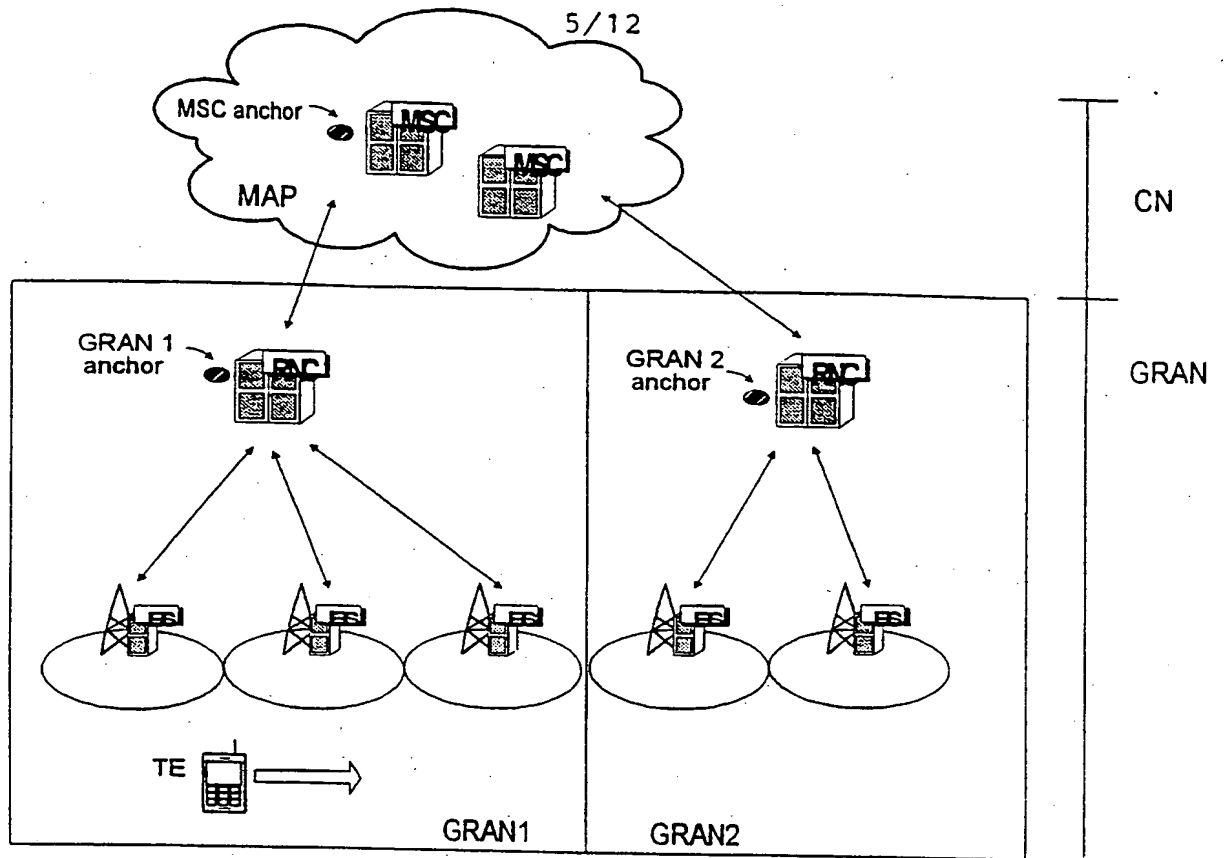 5/12
MSC anchor
MSC
MSC
MAP
CN
GRAN 1
anchor
RNC
GRAN 2
anchor
RNC
GRAN
BS
BS
BS
BS
BS
TE
GRAN1
GRAN2